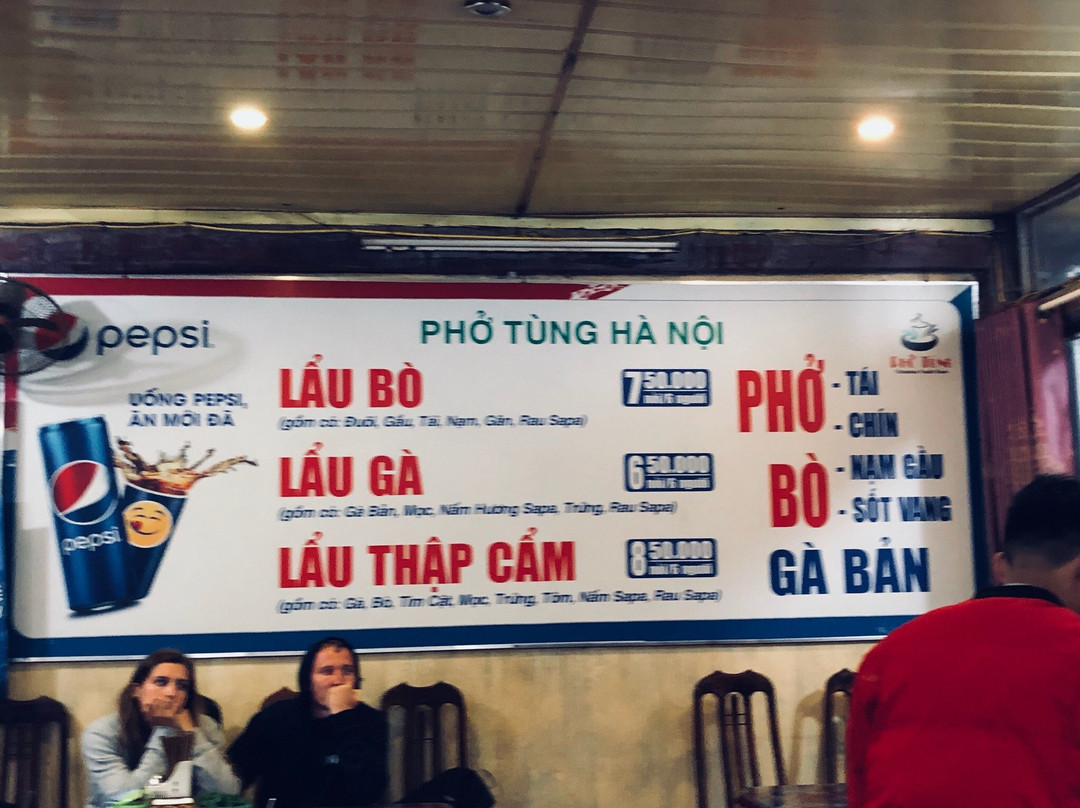 pepsi
PHỞ TÙNG HÀ NỘI
PHỞ TÙNG
UỐNG PEPSI,
ĂN MỚI ĐÃ
pepsi
LẨU BÒ
750.000
(gồm có: Đuôi, Gầu, Tái, Nạm, Gân, Rau Sapa)
LẨU GÀ
650.000
(gồm có: Gà Bản, Mọc, Nấm Hương Sapa, Trứng, Rau Sapa)
LẨU THẬP CẨM
850.000
(gồm có: Gà, Bò, Tim Cật, Mọc, Trứng, Tôm, Nấm Sapa, Rau Sapa)
PHỞ - TÁI
- CHÍN
BÒ - NẠM GẦU
- SỐT VANG
GÀ BẢN